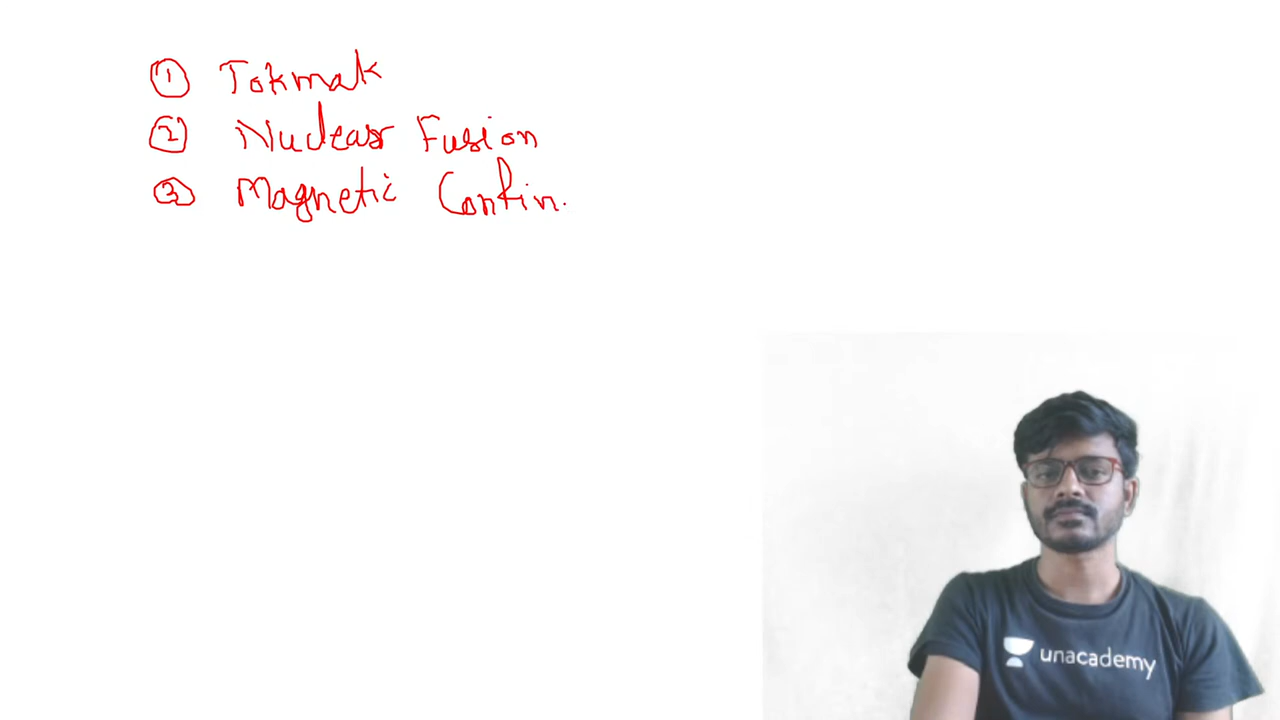 ① Tokmak
② Nuclear Fusion
③ Magnetic Confin.
unacademy